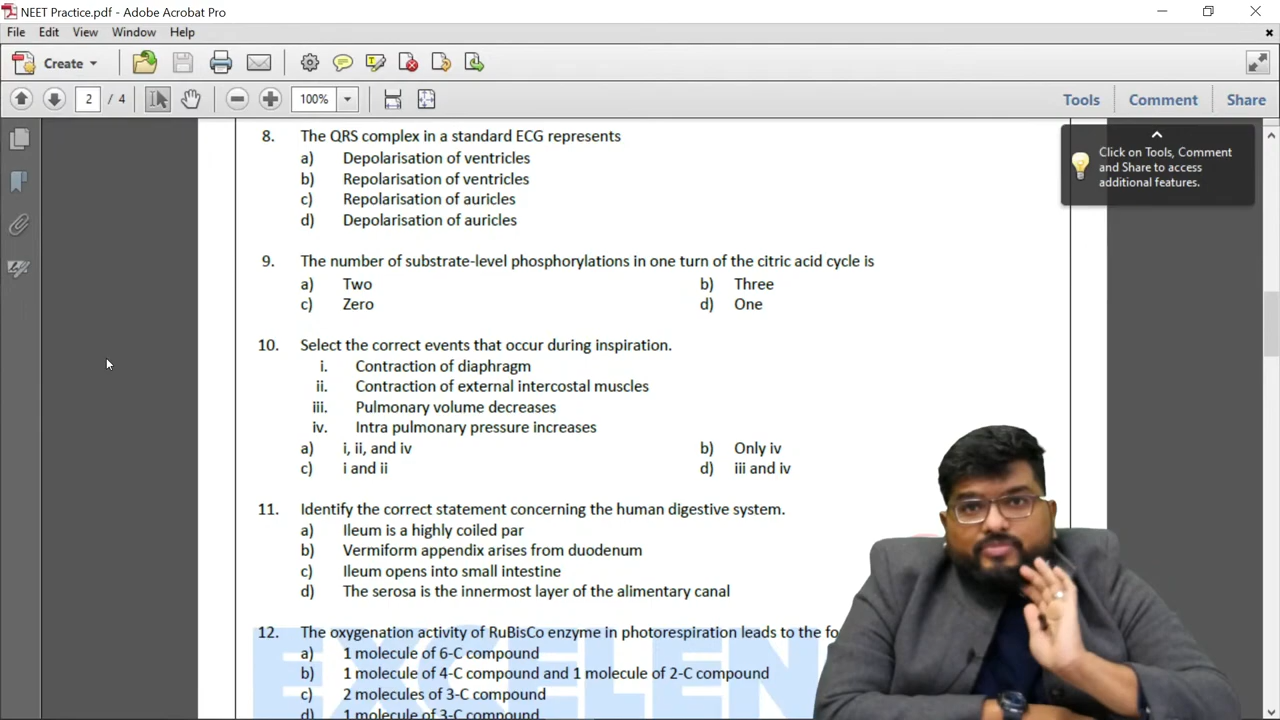 NEET Practice.pdf - Adobe Acrobat Pro
File Edit View Window Help
Create
2 / 4 100% Tools Comment Share
Click on Tools, Comment
and Share to access
additional features.
8. The QRS complex in a standard ECG represents
a) Depolarisation of ventricles
b) Repolarisation of ventricles
c) Repolarisation of auricles
d) Depolarisation of auricles
9. The number of substrate-level phosphorylations in one turn of the citric acid cycle is
a) Two b) Three
c) Zero d) One
10. Select the correct events that occur during inspiration.
i. Contraction of diaphragm
ii. Contraction of external intercostal muscles
iii. Pulmonary volume decreases
iv. Intra pulmonary pressure increases
a) i, ii, and iv b) Only iv
c) i and ii d) iii and iv
11. Identify the correct statement concerning the human digestive system.
a) Ileum is a highly coiled par
b) Vermiform appendix arises from duodenum
c) Ileum opens into small intestine
d) The serosa is the innermost layer of the alimentary canal
12. The oxygenation activity of RuBisCo enzyme in photorespiration leads to the fo
a) 1 molecule of 6-C compound
b) 1 molecule of 4-C compound and 1 molecule of 2-C compound
c) 2 molecules of 3-C compound
d) 1 molecule of 3-C compound
EXCELEN